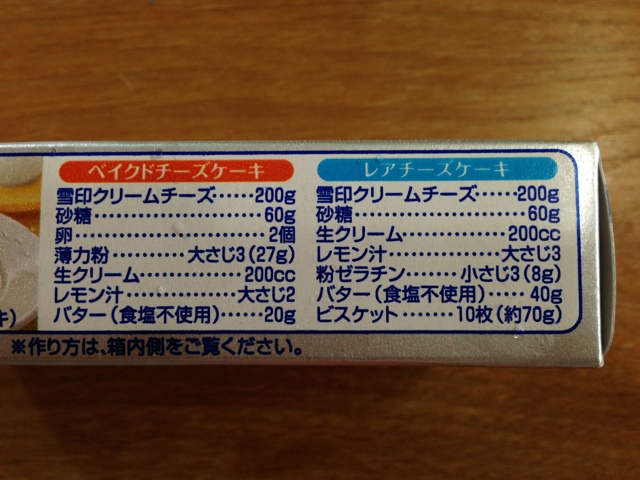 ベイクドチーズケーキ
雪印クリームチーズ……200g
砂糖……………………60g
卵………………………2個
薄力粉…………大さじ3(27g)
生クリーム……………200cc
レモン汁……………大さじ2
バター(食塩不使用)……20g
レアチーズケーキ
雪印クリームチーズ……200g
砂糖……………………60g
生クリーム……………200cc
レモン汁……………大さじ3
粉ゼラチン………小さじ3(8g)
バター(食塩不使用)……40g
ビスケット………10枚(約70g)
キ)
※作り方は、箱内側をご覧ください。